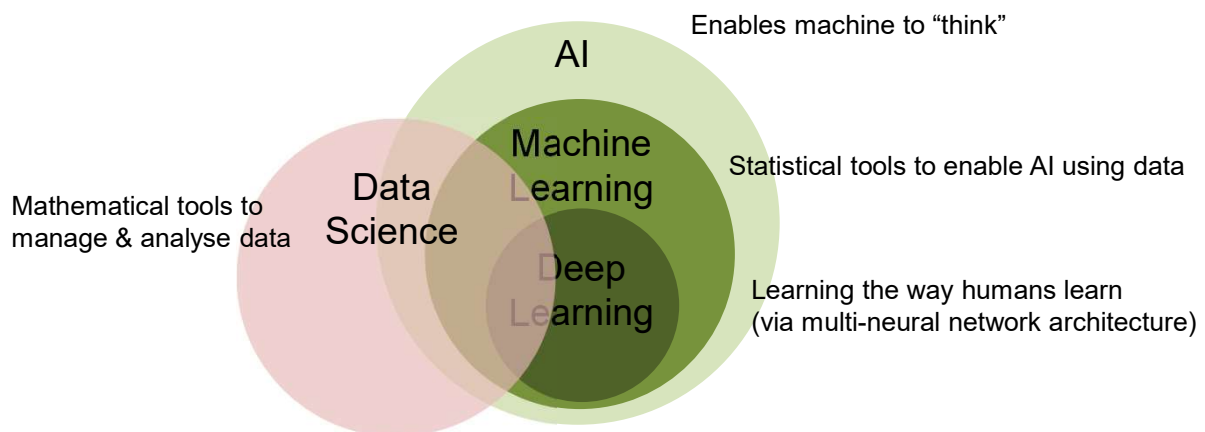 Enables machine to “think”
AI
Machine
Learning
Statistical tools to enable AI using data
Data
Science
Mathematical tools to
manage & analyse data
Deep
Learning
Learning the way humans learn
(via multi-neural network architecture)